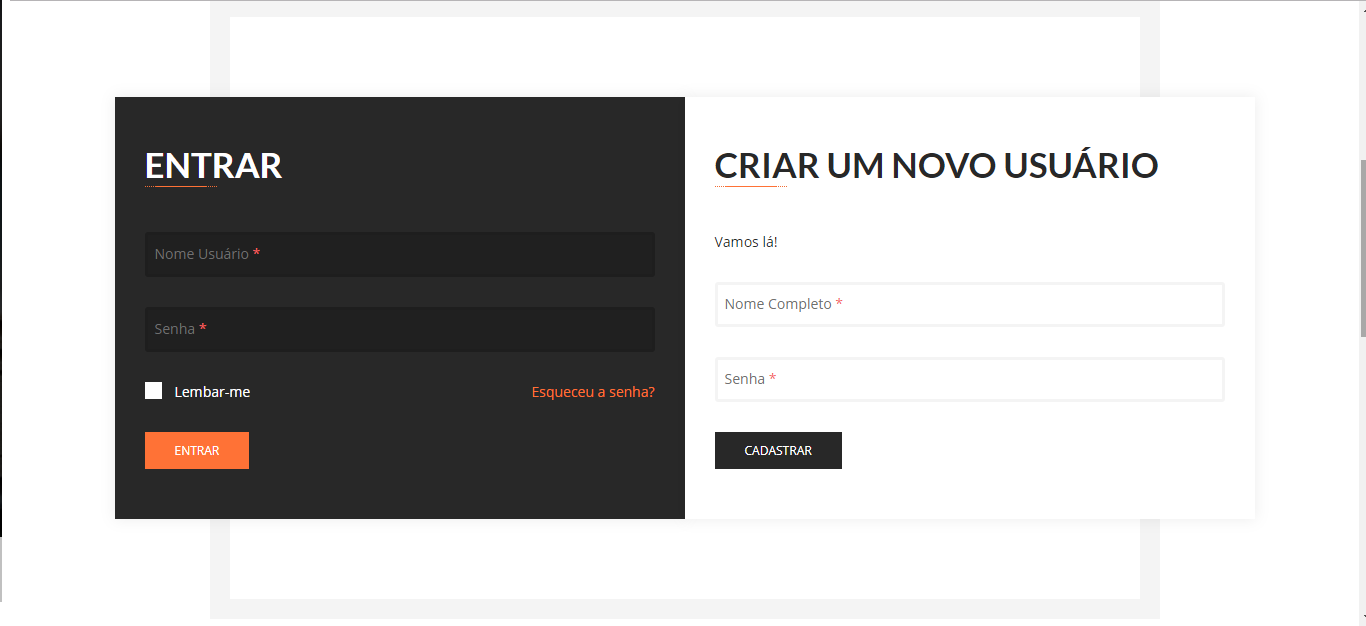 ENTRAR
Nome Usuário *
Senha *
Lembar-me
Esqueceu a senha?
ENTRAR
CRIAR UM NOVO USUÁRIO
Vamos lá!
Nome Completo *
Senha *
CADASTRAR